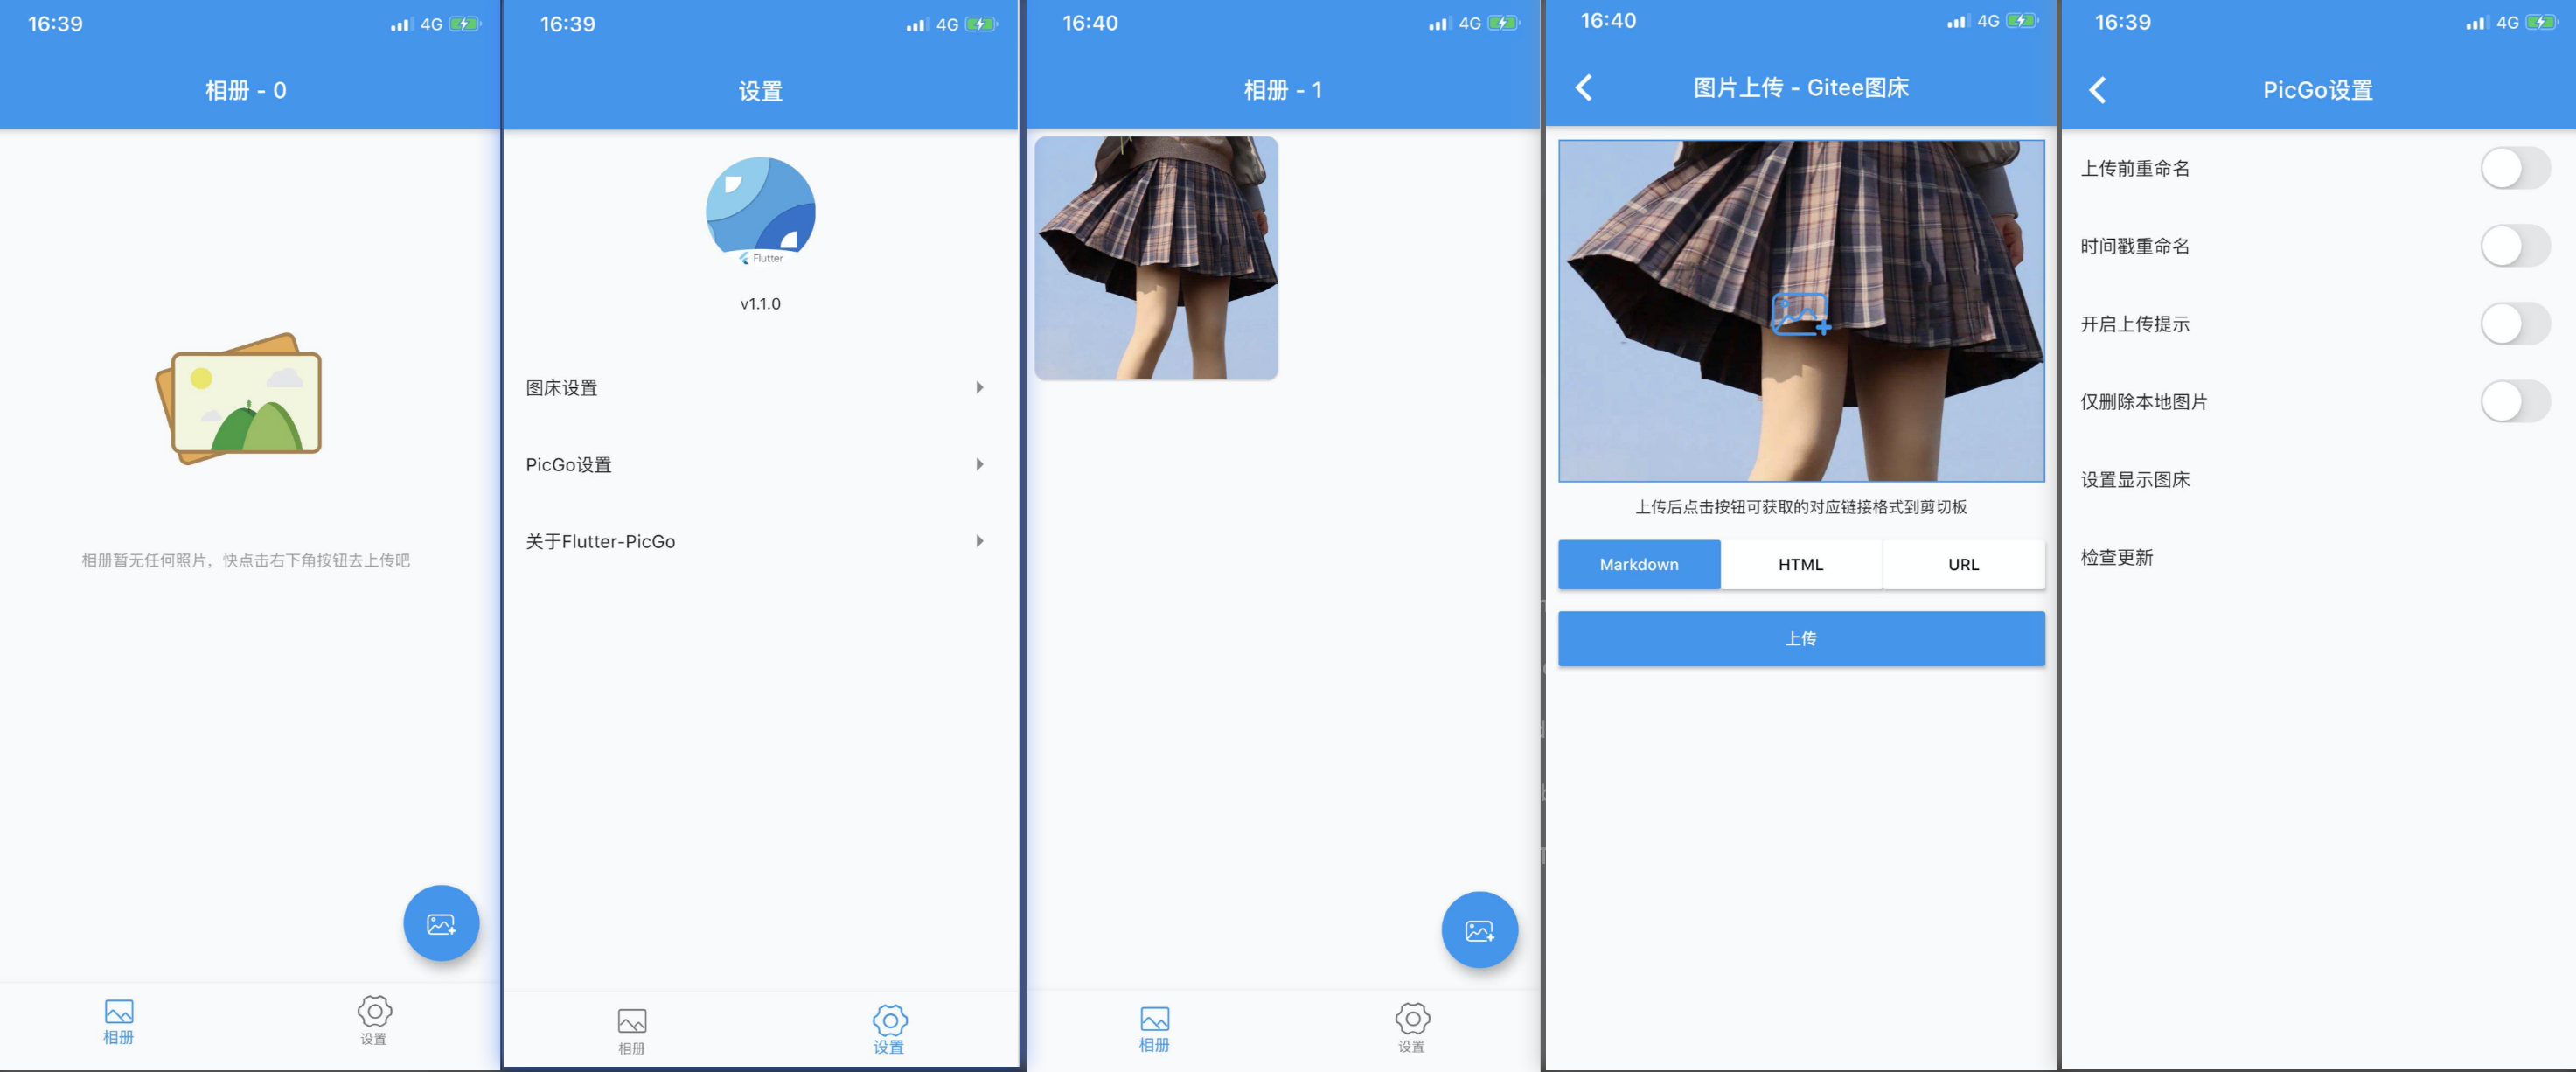 16:39
4G
相册 - 0
相册暂无任何照片，快点击右下角按钮去上传吧
相册
设置
16:39
4G
设置
Flutter
v1.1.0
图床设置
PicGo设置
关于Flutter-PicGo
相册
设置
16:40
4G
相册 - 1
相册
设置
16:40
4G
图片上传 - Gitee图床
上传后点击按钮可获取的对应链接格式到剪切板
Markdown
HTML
URL
上传
16:39
4G
PicGo设置
上传前重命名
时间戳重命名
开启上传提示
仅删除本地图片
设置显示图床
检查更新